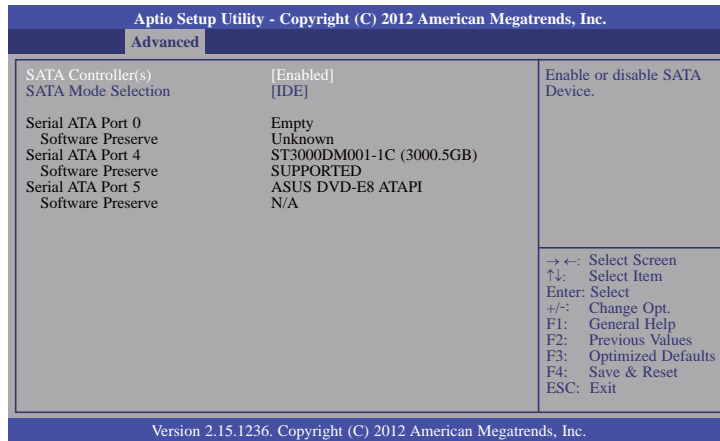 Aptio Setup Utility - Copyright (C) 2012 American Megatrends, Inc.
Advanced
SATA Controller(s) [Enabled]
SATA Mode Selection [IDE]
Serial ATA Port 0 Empty
Software Preserve Unknown
Serial ATA Port 4 ST3000DM001-1C (3000.5GB)
Software Preserve SUPPORTED
Serial ATA Port 5 ASUS DVD-E8 ATAPI
Software Preserve N/A
Enable or disable SATA
Device.
→ ←: Select Screen
↑↓: Select Item
Enter: Select
+/-: Change Opt.
F1: General Help
F2: Previous Values
F3: Optimized Defaults
F4: Save & Reset
ESC: Exit
Version 2.15.1236. Copyright (C) 2012 American Megatrends, Inc.